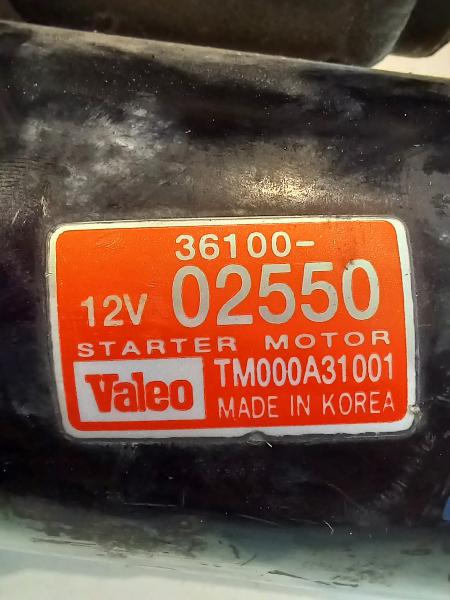 36100-
12V 02550
STARTER MOTOR
Valeo TM000A31001
MADE IN KOREA